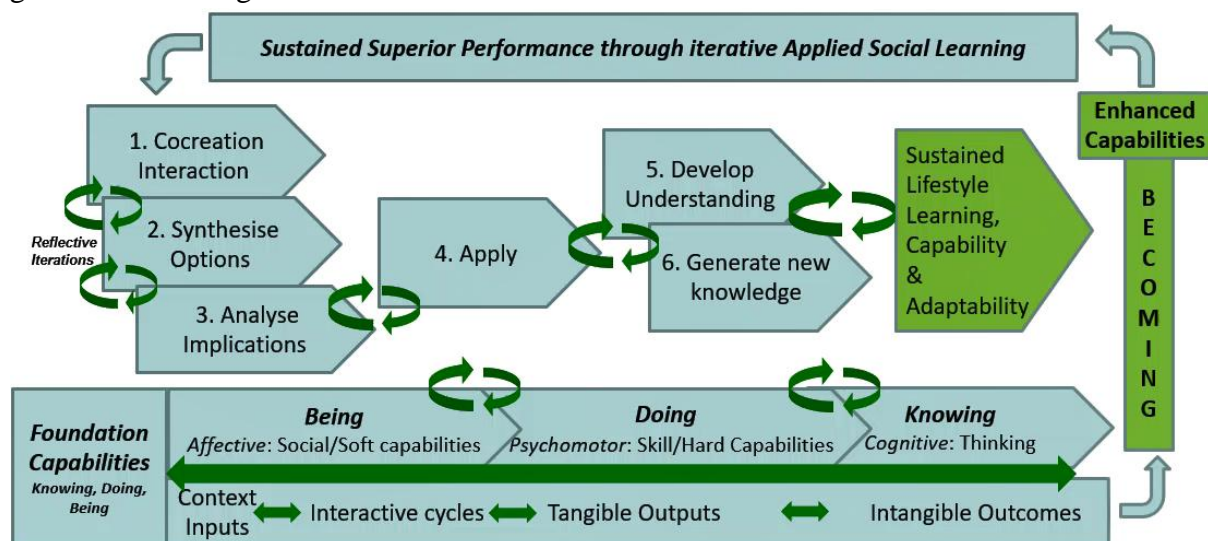 Sustained Superior Performance through iterative Applied Social Learning
1. Cocreation
Interaction
Reflective
Iterations
2. Synthesise
Options
3. Analyse
Implications
4. Apply
5. Develop
Understanding
6. Generate new
knowledge
Sustained
Lifestyle
Learning,
Capability
&
Adaptability
Enhanced
Capabilities
B
E
C
O
M
I
N
G
Foundation
Capabilities
Knowing, Doing,
Being
Being
Affective: Social/Soft capabilities
Doing
Psychomotor: Skill/Hard Capabilities
Knowing
Cognitive: Thinking
Context
Inputs
Interactive cycles
Tangible Outputs
Intangible Outcomes